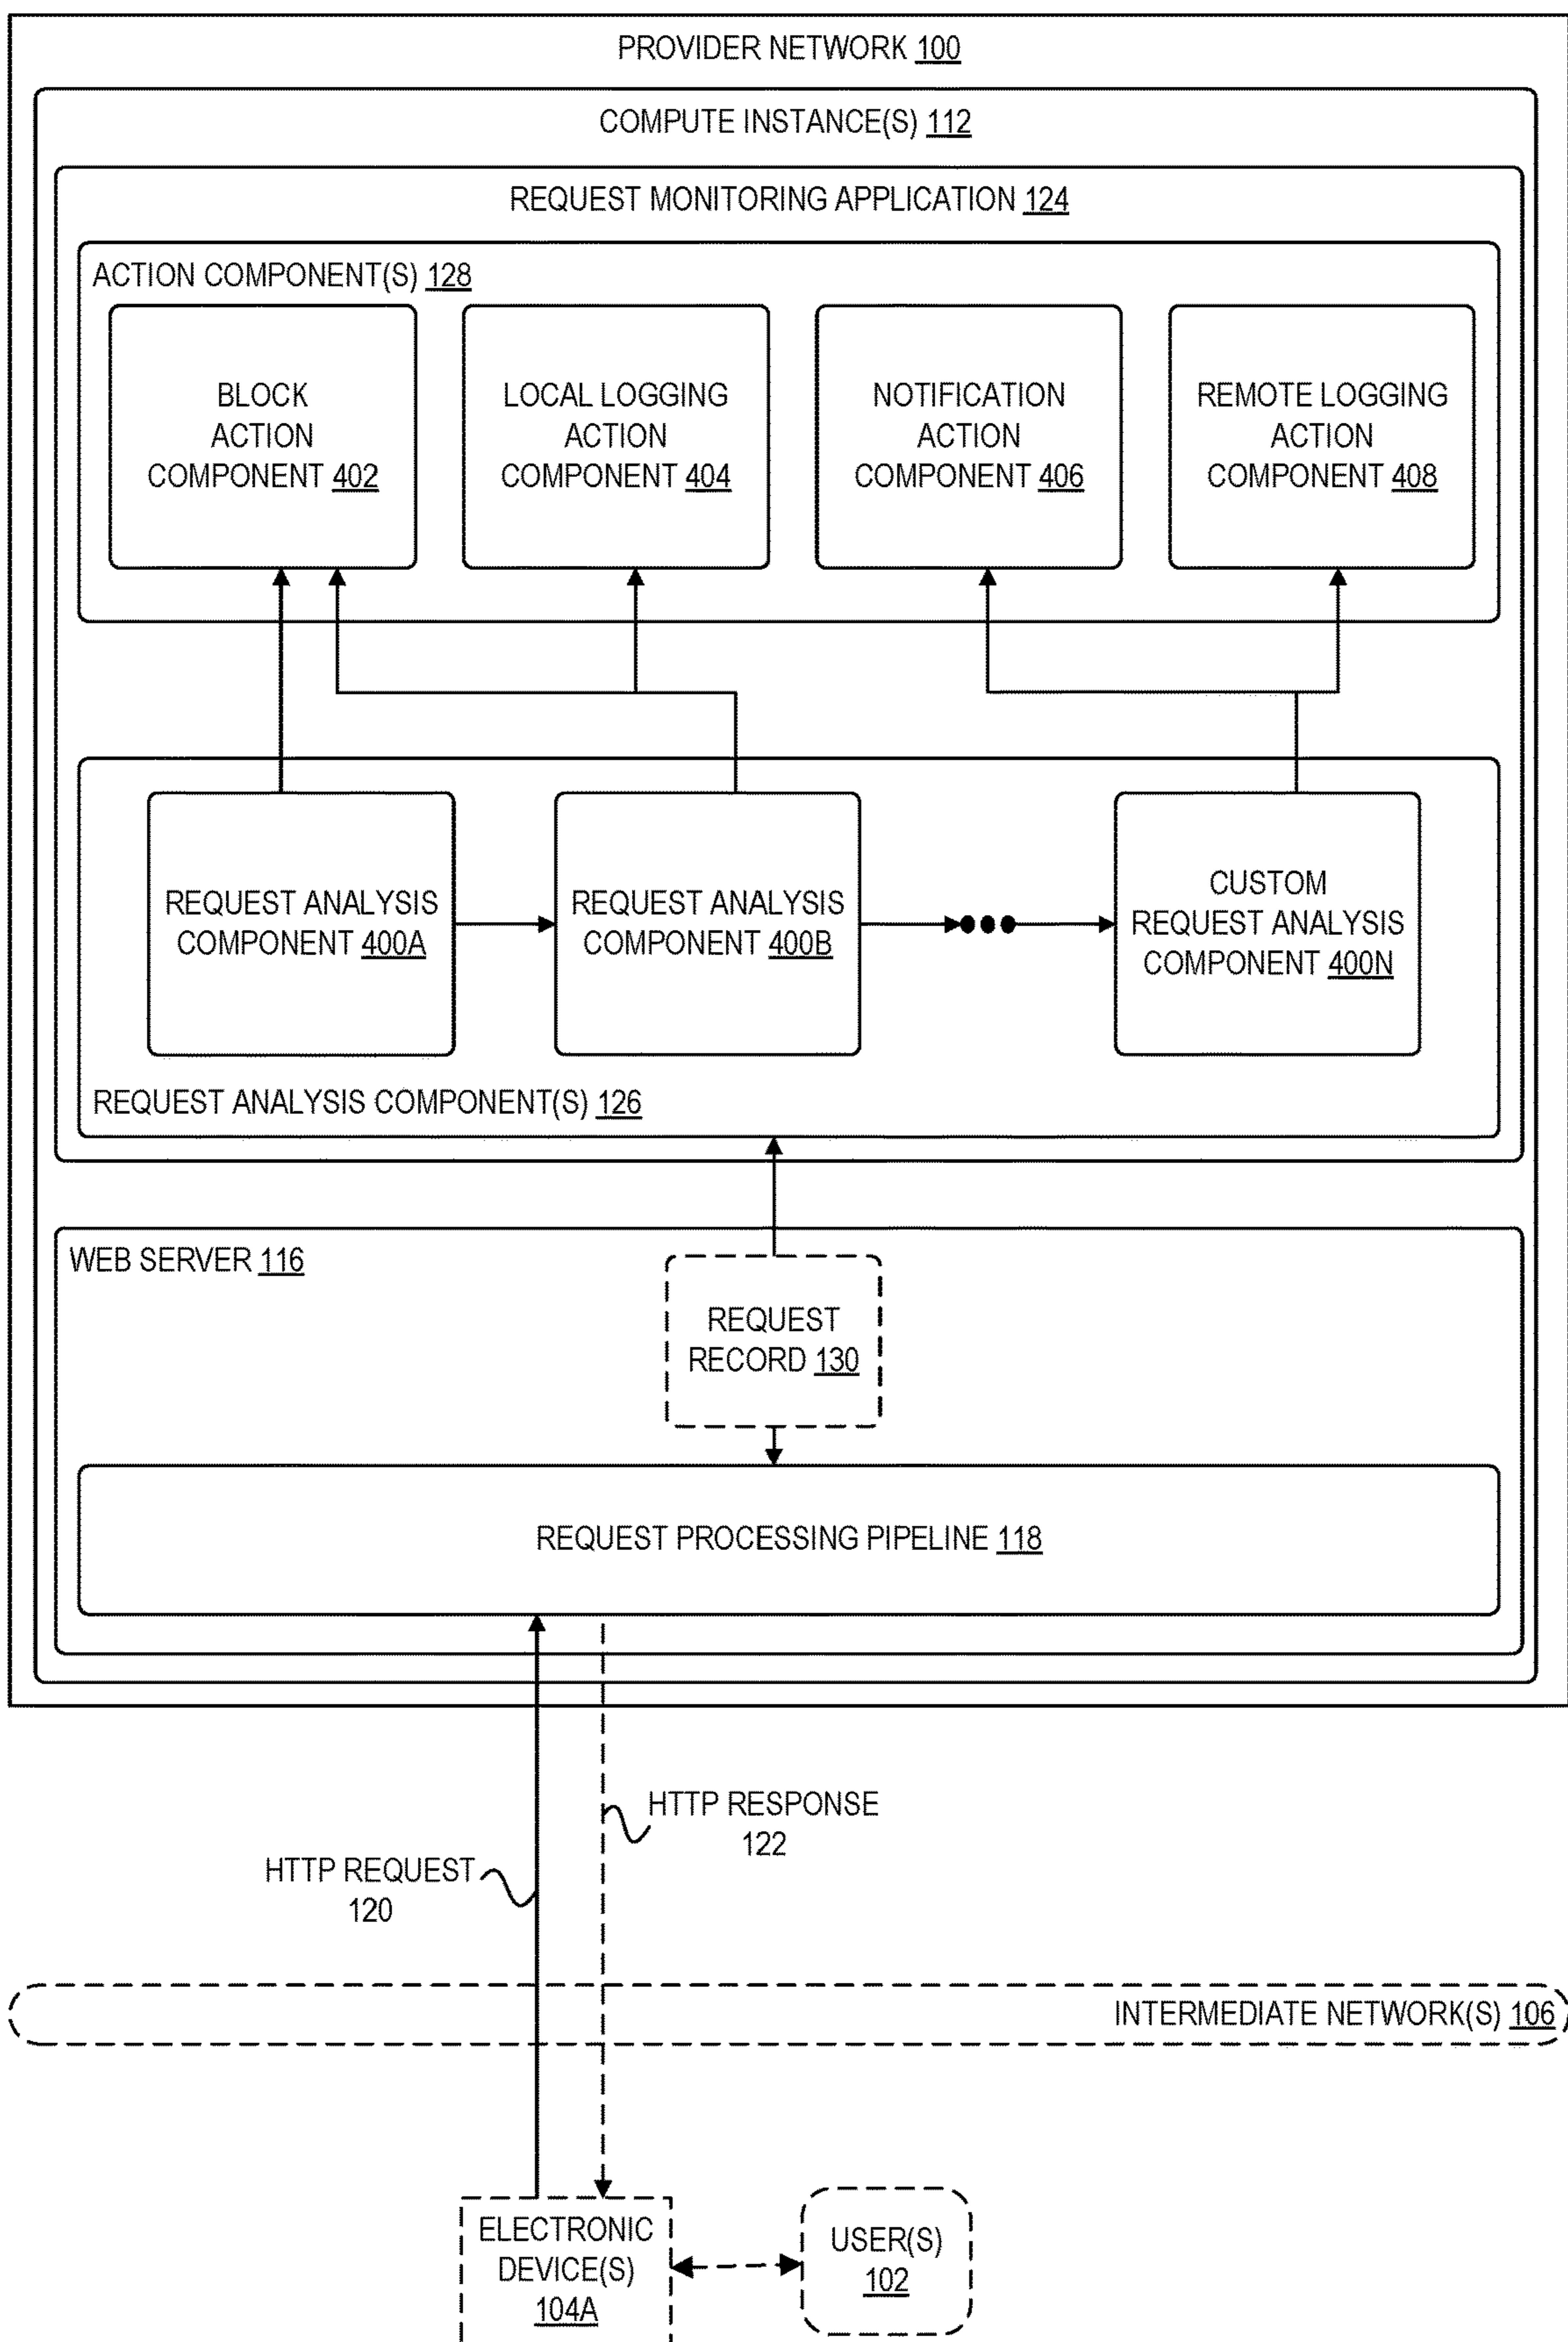 PROVIDER NETWORK 100
COMPUTE INSTANCE(S) 112
REQUEST MONITORING APPLICATION 124
ACTION COMPONENT(S) 128
BLOCK
ACTION
COMPONENT 402
LOCAL LOGGING
ACTION
COMPONENT 404
NOTIFICATION
ACTION
COMPONENT 406
REMOTE LOGGING
ACTION
COMPONENT 408
REQUEST ANALYSIS
COMPONENT 400A
REQUEST ANALYSIS
COMPONENT 400B
CUSTOM
REQUEST ANALYSIS
COMPONENT 400N
REQUEST ANALYSIS COMPONENT(S) 126
WEB SERVER 116
REQUEST
RECORD 130
REQUEST PROCESSING PIPELINE 118
HTTP RESPONSE
122
HTTP REQUEST
120
INTERMEDIATE NETWORK(S) 106
ELECTRONIC
DEVICE(S)
104A
USER(S)
102